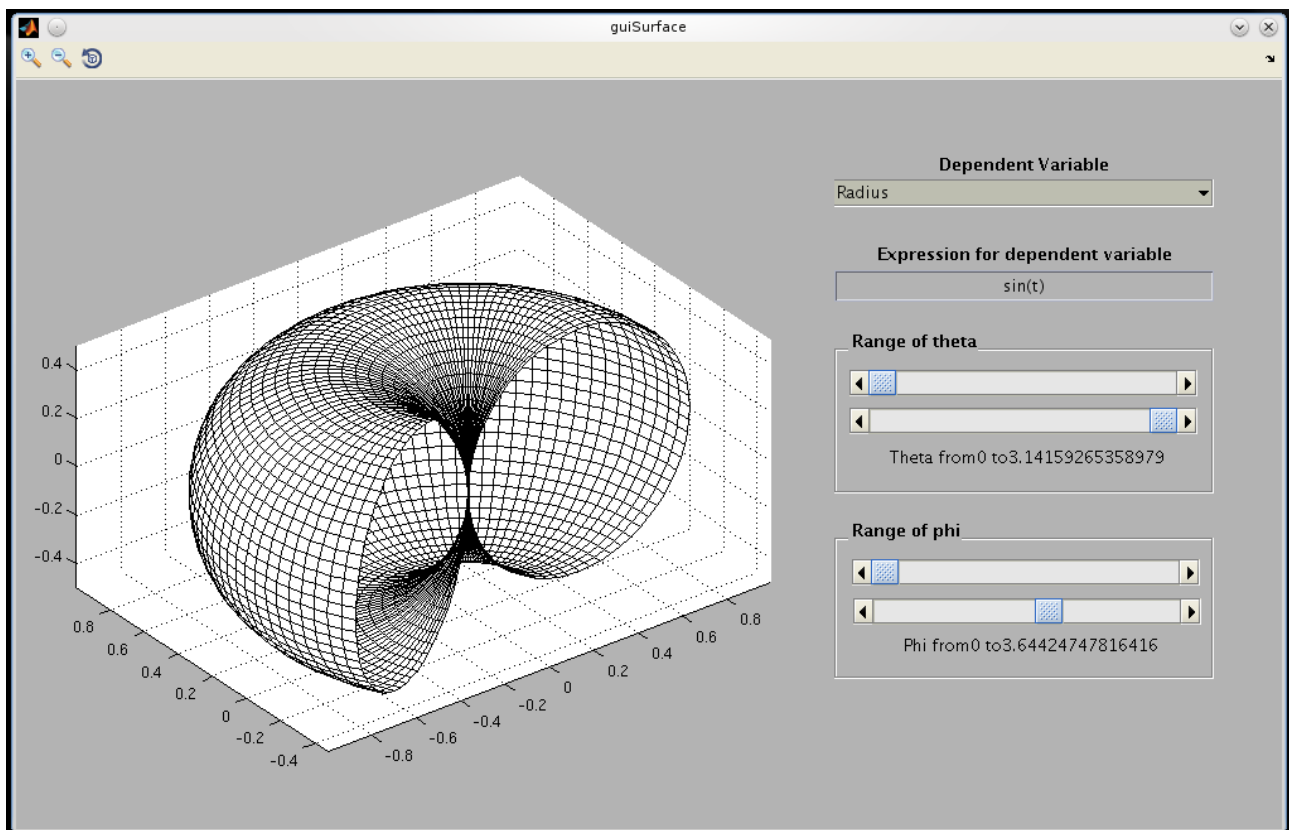 guiSurface
Dependent Variable
Radius
Expression for dependent variable
sin(t)
Range of theta
Theta from0 to3.14159265358979
Range of phi
Phi from0 to3.64424747816416
0.4
0.2
0
-0.2
-0.4
0.8
0.6
0.4
0.2
0
-0.2
-0.4
-0.8
-0.6
-0.4
-0.2
0
0.2
0.4
0.6
0.8